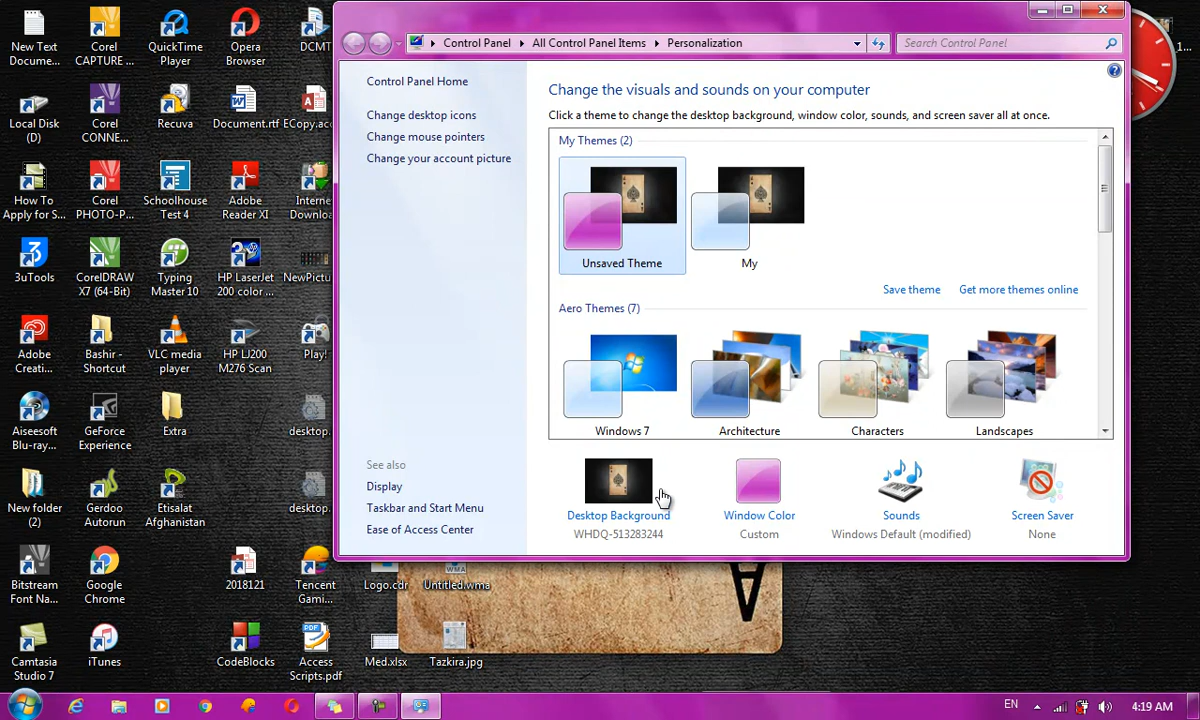 New Text
Docume...
Corel
CAPTURE ...
QuickTime
Player
Opera
Browser
DCMT
Local Disk
(D)
Corel
CONNE...
Recuva
Document.rtf
ECopy.acc
How To
Apply for S...
Corel
PHOTO-P...
Schoolhouse
Test 4
Adobe
Reader XI
Interne
Downloa
3uTools
CorelDRAW
X7 (64-Bit)
Typing
Master 10
HP LaserJet
200 color ...
NewPictu
Adobe
Creati...
Bashir -
Shortcut
VLC media
player
HP LJ200
M276 Scan
Play!
Aiseesoft
Blu-ray...
GeForce
Experience
Extra
desktop.
New folder
(2)
Gerdoo
Autorun
Etisalat
Afghanistan
desktop.
Bitstream
Font Na...
Google
Chrome
2018121
Tencent
Gami...
Logo.cdr
Untitled.wma
Camtasia
Studio 7
iTunes
CodeBlocks
Access
Scripts.pdf
Med.xlsx
Tazkira.jpg
Control Panel
All Control Panel Items
Personalization
Search Control Panel
1...
Control Panel Home
Change desktop icons
Change mouse pointers
Change your account picture
See also
Display
Taskbar and Start Menu
Ease of Access Center
Change the visuals and sounds on your computer
Click a theme to change the desktop background, window color, sounds, and screen saver all at once.
My Themes (2)
Unsaved Theme
My
Save theme
Get more themes online
Aero Themes (7)
Windows 7
Architecture
Characters
Landscapes
Desktop Background
WHDQ-513283244
Window Color
Custom
Sounds
Windows Default (modified)
Screen Saver
None
A
EN
4:19 AM